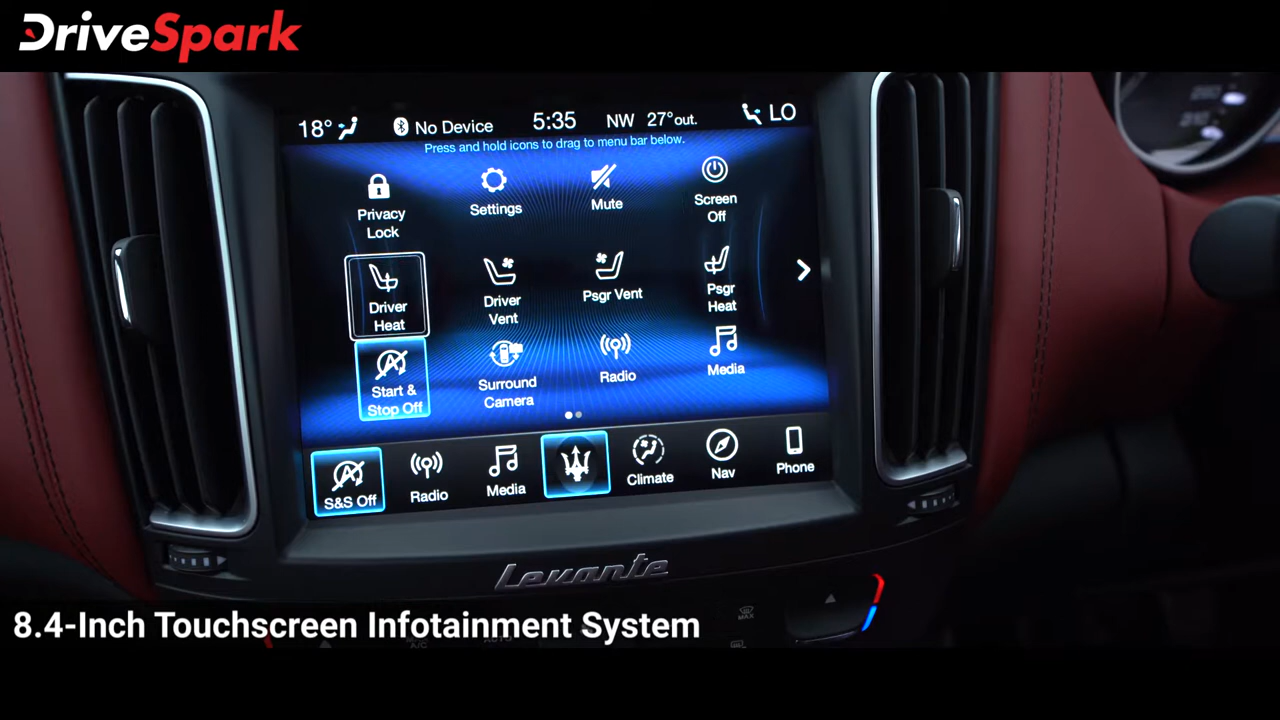 DriveSpark
18° No Device 5:35 NW 27°out. LO
Press and hold icons to drag to menu bar below.
Privacy Lock
Settings
Mute
Screen Off
Driver Heat
Driver Vent
Psgr Vent
Psgr Heat
Start & Stop Off
Surround Camera
Radio
Media
S&S Off
Radio
Media
Climate
Nav
Phone
Levante
MAX
8.4-Inch Touchscreen Infotainment System
A/C